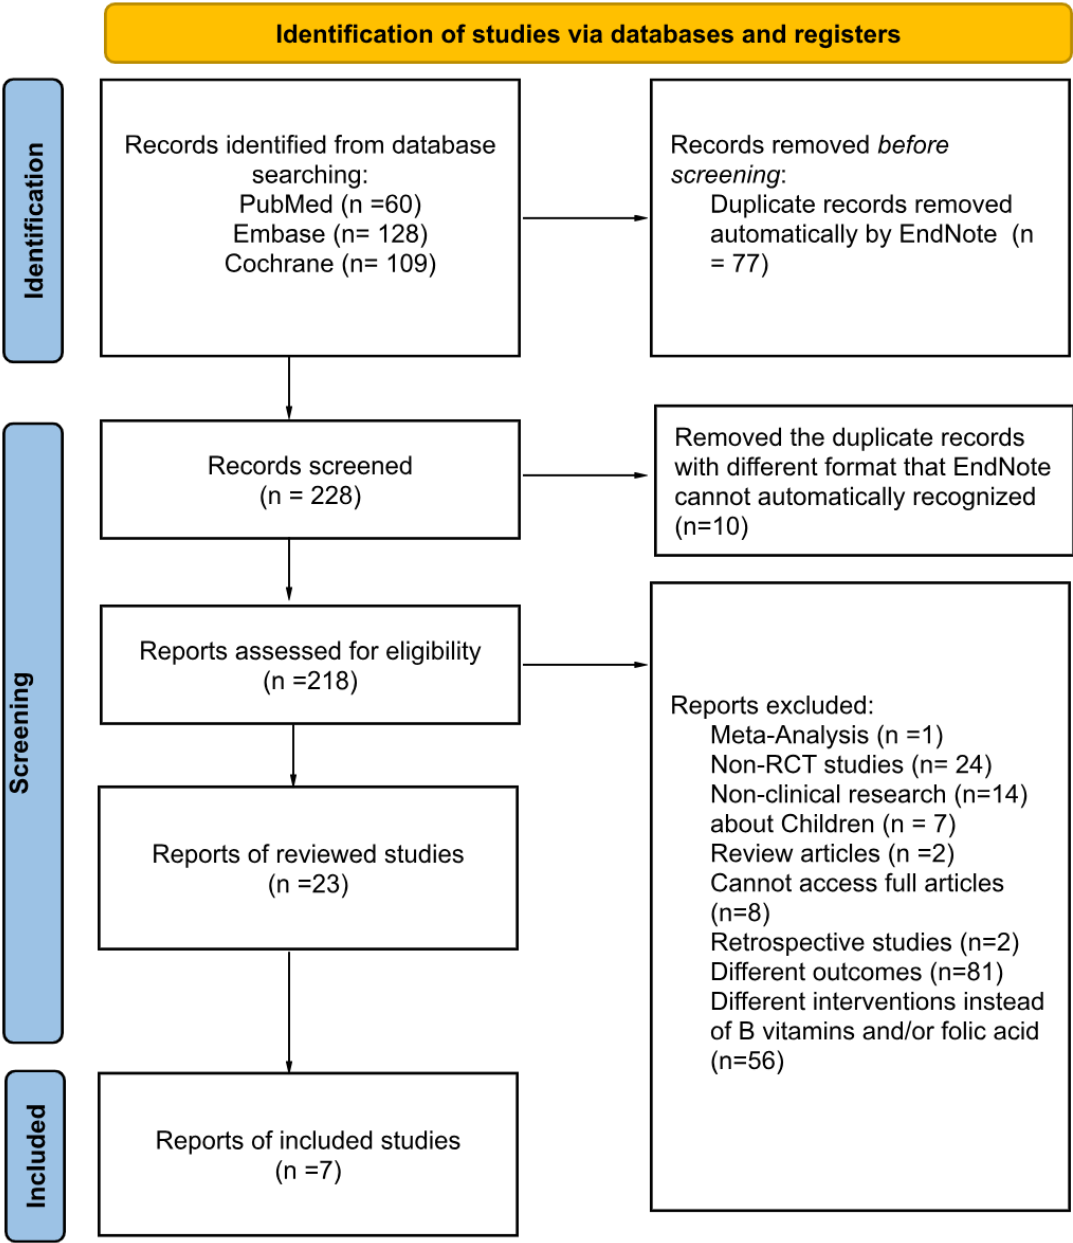 Identification of studies via databases and registers
Identification
Records identified from database
searching:
PubMed (n =60)
Embase (n= 128)
Cochrane (n= 109)
Records removed before
screening:
Duplicate records removed
automatically by EndNote (n
= 77)
Screening
Records screened
(n = 228)
Removed the duplicate records
with different format that EndNote
cannot automatically recognized
(n=10)
Reports assessed for eligibility
(n =218)
Reports excluded:
Meta-Analysis (n =1)
Non-RCT studies (n= 24)
Non-clinical research (n=14)
about Children (n = 7)
Review articles (n =2)
Cannot access full articles
(n=8)
Retrospective studies (n=2)
Different outcomes (n=81)
Different interventions instead
of B vitamins and/or folic acid
(n=56)
Reports of reviewed studies
(n =23)
Included
Reports of included studies
(n =7)